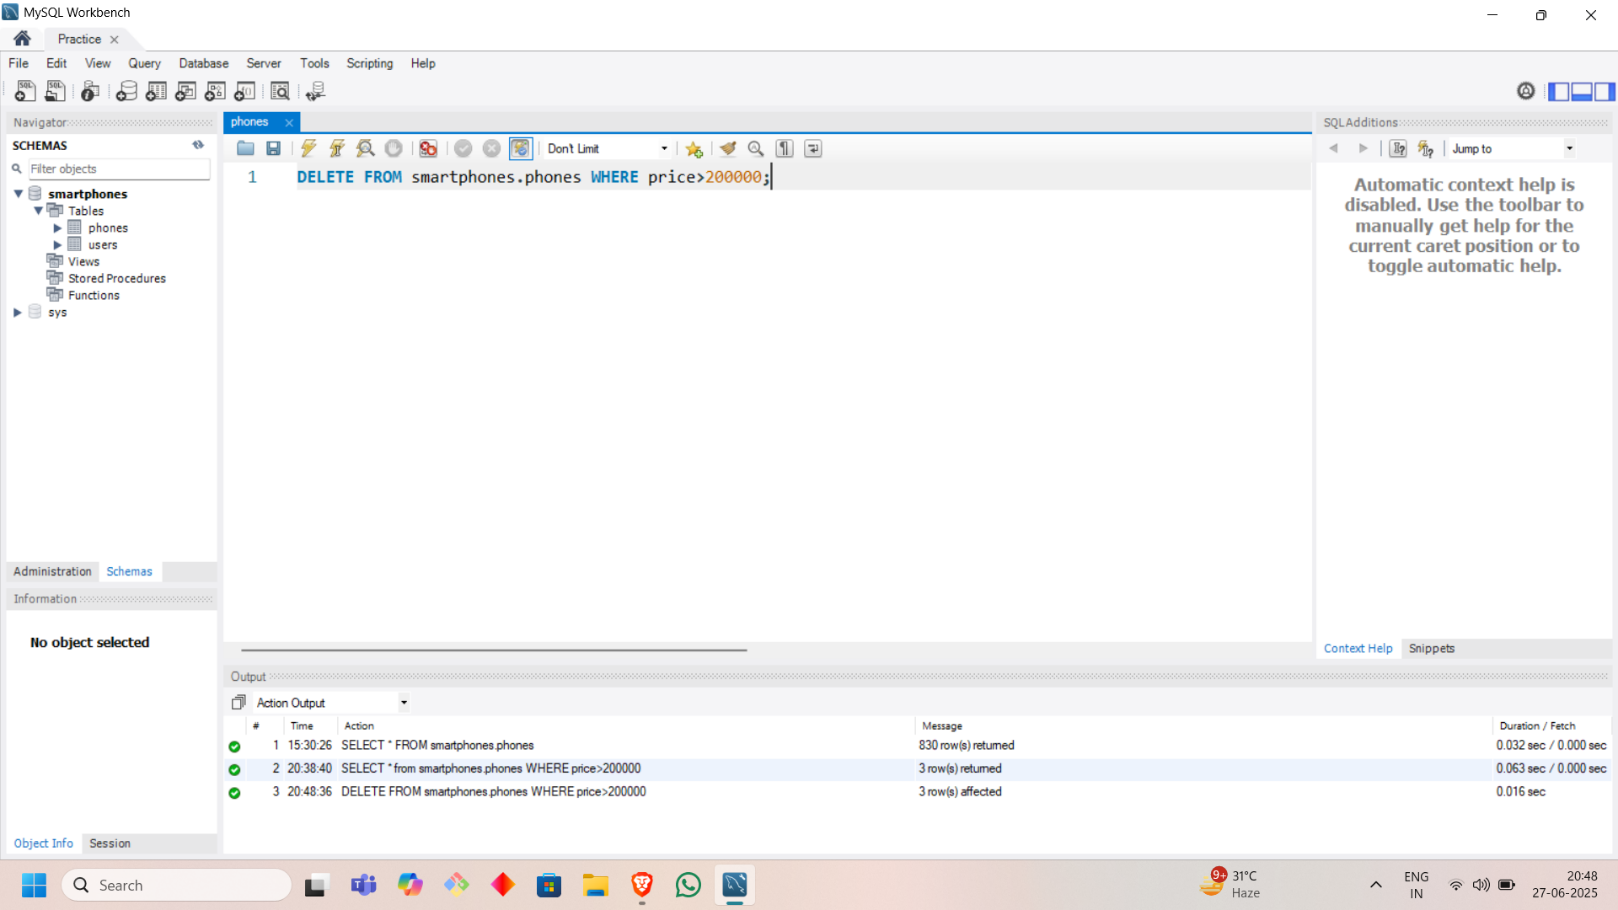 MySQL Workbench
Practice
File Edit View Query Database Server Tools Scripting Help
Navigator
SCHEMAS
Filter objects
smartphones
Tables
phones
users
Views
Stored Procedures
Functions
sys
Administration Schemas
Information
No object selected
Object Info Session
phones
Don't Limit
1 DELETE FROM smartphones.phones WHERE price>200000;
SQLAdditions
Jump to
Automatic context help is
disabled. Use the toolbar to
manually get help for the
current caret position or to
toggle automatic help.
Context Help Snippets
Output
Action Output
# Time Action Message Duration / Fetch
1 15:30:26 SELECT * FROM smartphones.phones 830 row(s) returned 0.032 sec / 0.000 sec
2 20:38:40 SELECT * from smartphones.phones WHERE price>200000 3 row(s) returned 0.063 sec / 0.000 sec
3 20:48:36 DELETE FROM smartphones.phones WHERE price>200000 3 row(s) affected 0.016 sec
Search
9+
31°C
Haze
ENG
IN
20:48
27-06-2025